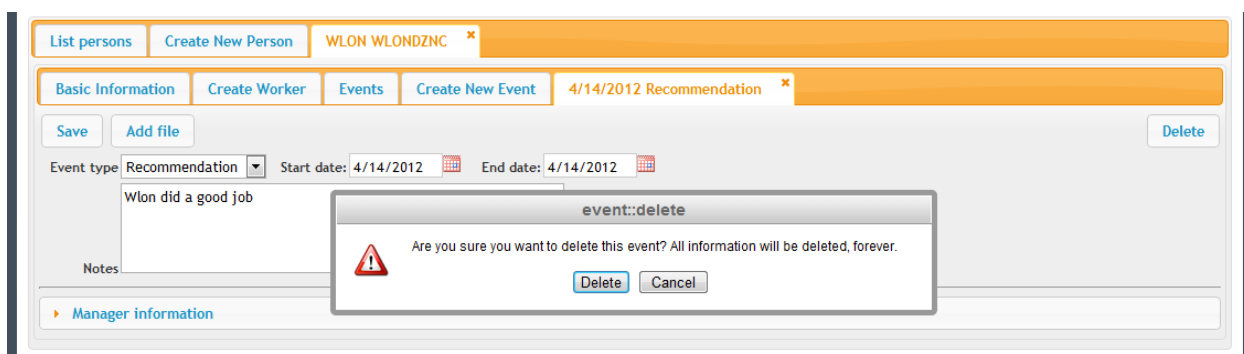 List persons Create New Person WLON WLONDZNC
Basic Information Create Worker Events Create New Event 4/14/2012 Recommendation
Save Add file Delete
Event type Recommendation Start date: 4/14/2012 End date: 4/14/2012
Wlon did a good job
event::delete
Are you sure you want to delete this event? All information will be deleted, forever.
Notes
Delete Cancel
Manager information